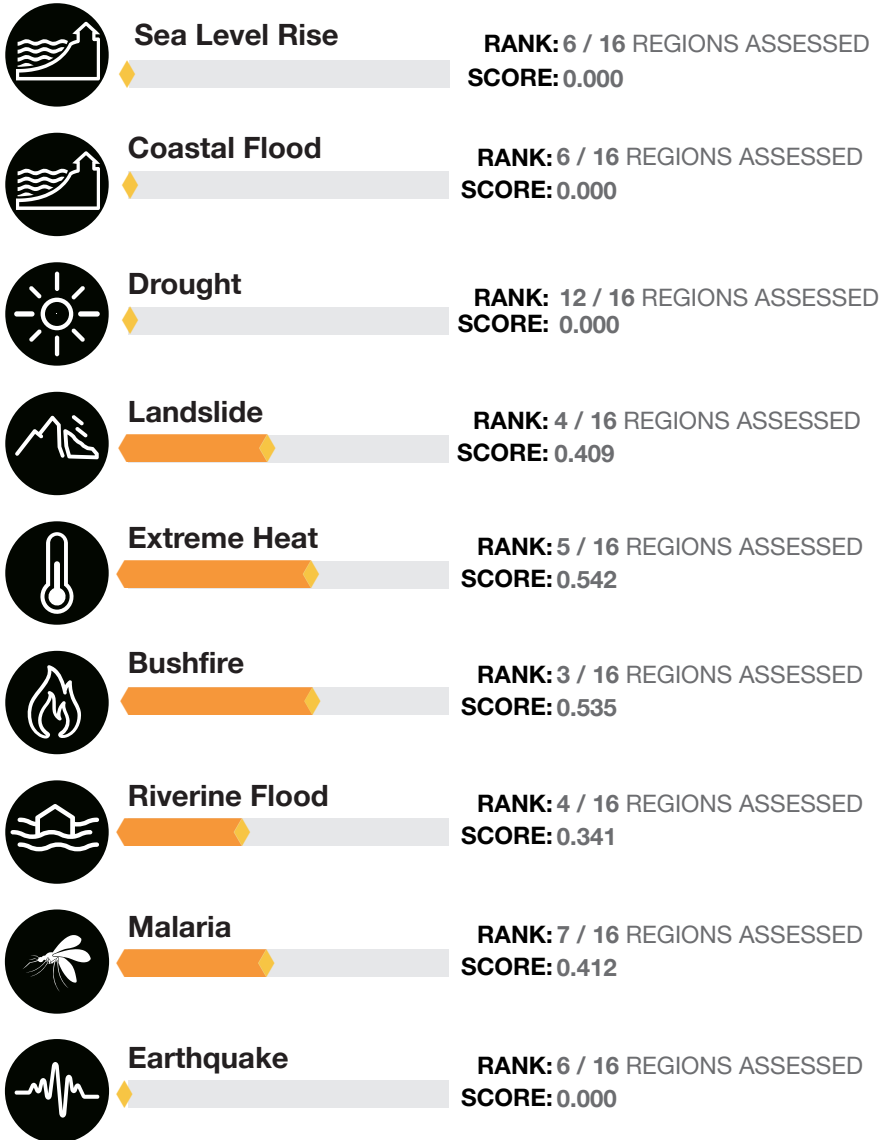 Sea Level Rise
RANK: 6 / 16 REGIONS ASSESSED
SCORE: 0.000
Coastal Flood
RANK: 6 / 16 REGIONS ASSESSED
SCORE: 0.000
Drought
RANK: 12 / 16 REGIONS ASSESSED
SCORE: 0.000
Landslide
RANK: 4 / 16 REGIONS ASSESSED
SCORE: 0.409
Extreme Heat
RANK: 5 / 16 REGIONS ASSESSED
SCORE: 0.542
Bushfire
RANK: 3 / 16 REGIONS ASSESSED
SCORE: 0.535
Riverine Flood
RANK: 4 / 16 REGIONS ASSESSED
SCORE: 0.341
Malaria
RANK: 7 / 16 REGIONS ASSESSED
SCORE: 0.412
Earthquake
RANK: 6 / 16 REGIONS ASSESSED
SCORE: 0.000